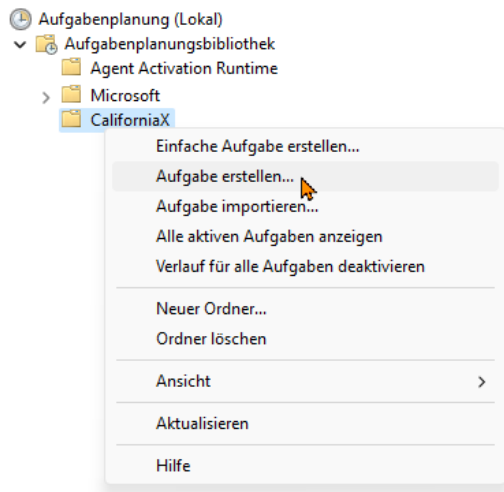 Aufgabenplanung (Lokal)
Aufgabenplanungsbibliothek
Agent Activation Runtime
Microsoft
CaliforniaX
Einfache Aufgabe erstellen...
Aufgabe erstellen...
Aufgabe importieren...
Alle aktiven Aufgaben anzeigen
Verlauf für alle Aufgaben deaktivieren
Neuer Ordner...
Ordner löschen
Ansicht
Aktualisieren
Hilfe